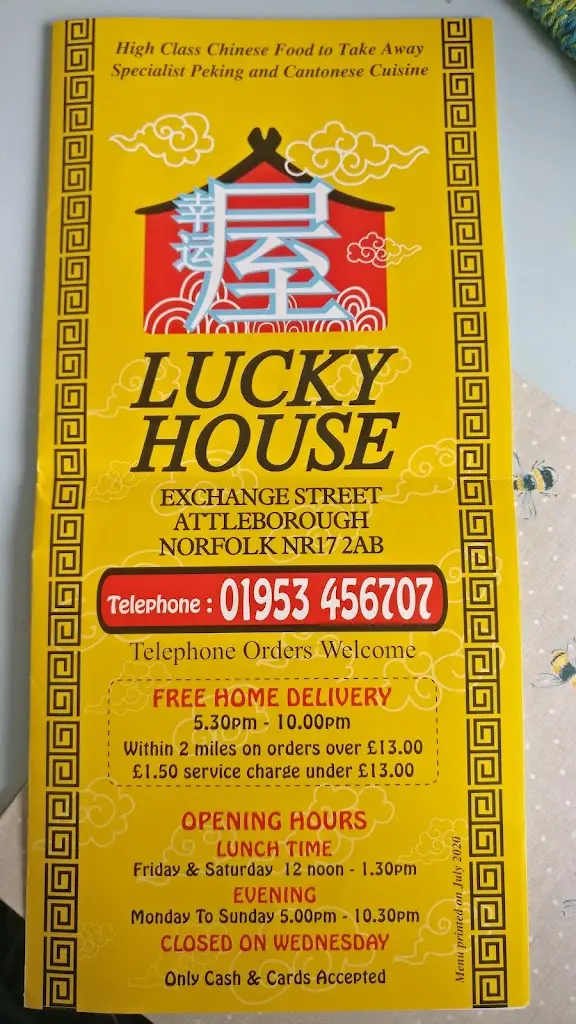 High Class Chinese Food to Take Away
Specialist Peking and Cantonese Cuisine
幸运
屋
LUCKY
HOUSE
EXCHANGE STREET
ATTLEBOROUGH
NORFOLK NR17 2AB
Telephone : 01953 456707
Telephone Orders Welcome
FREE HOME DELIVERY
5.30pm - 10.00pm
Within 2 miles on orders over £13.00
£1.50 service charge under £13.00
OPENING HOURS
LUNCH TIME
Friday & Saturday 12 noon - 1.30pm
EVENING
Monday To Sunday 5.00pm - 10.30pm
CLOSED ON WEDNESDAY
Only Cash & Cards Accepted
Menu printed on July 2020